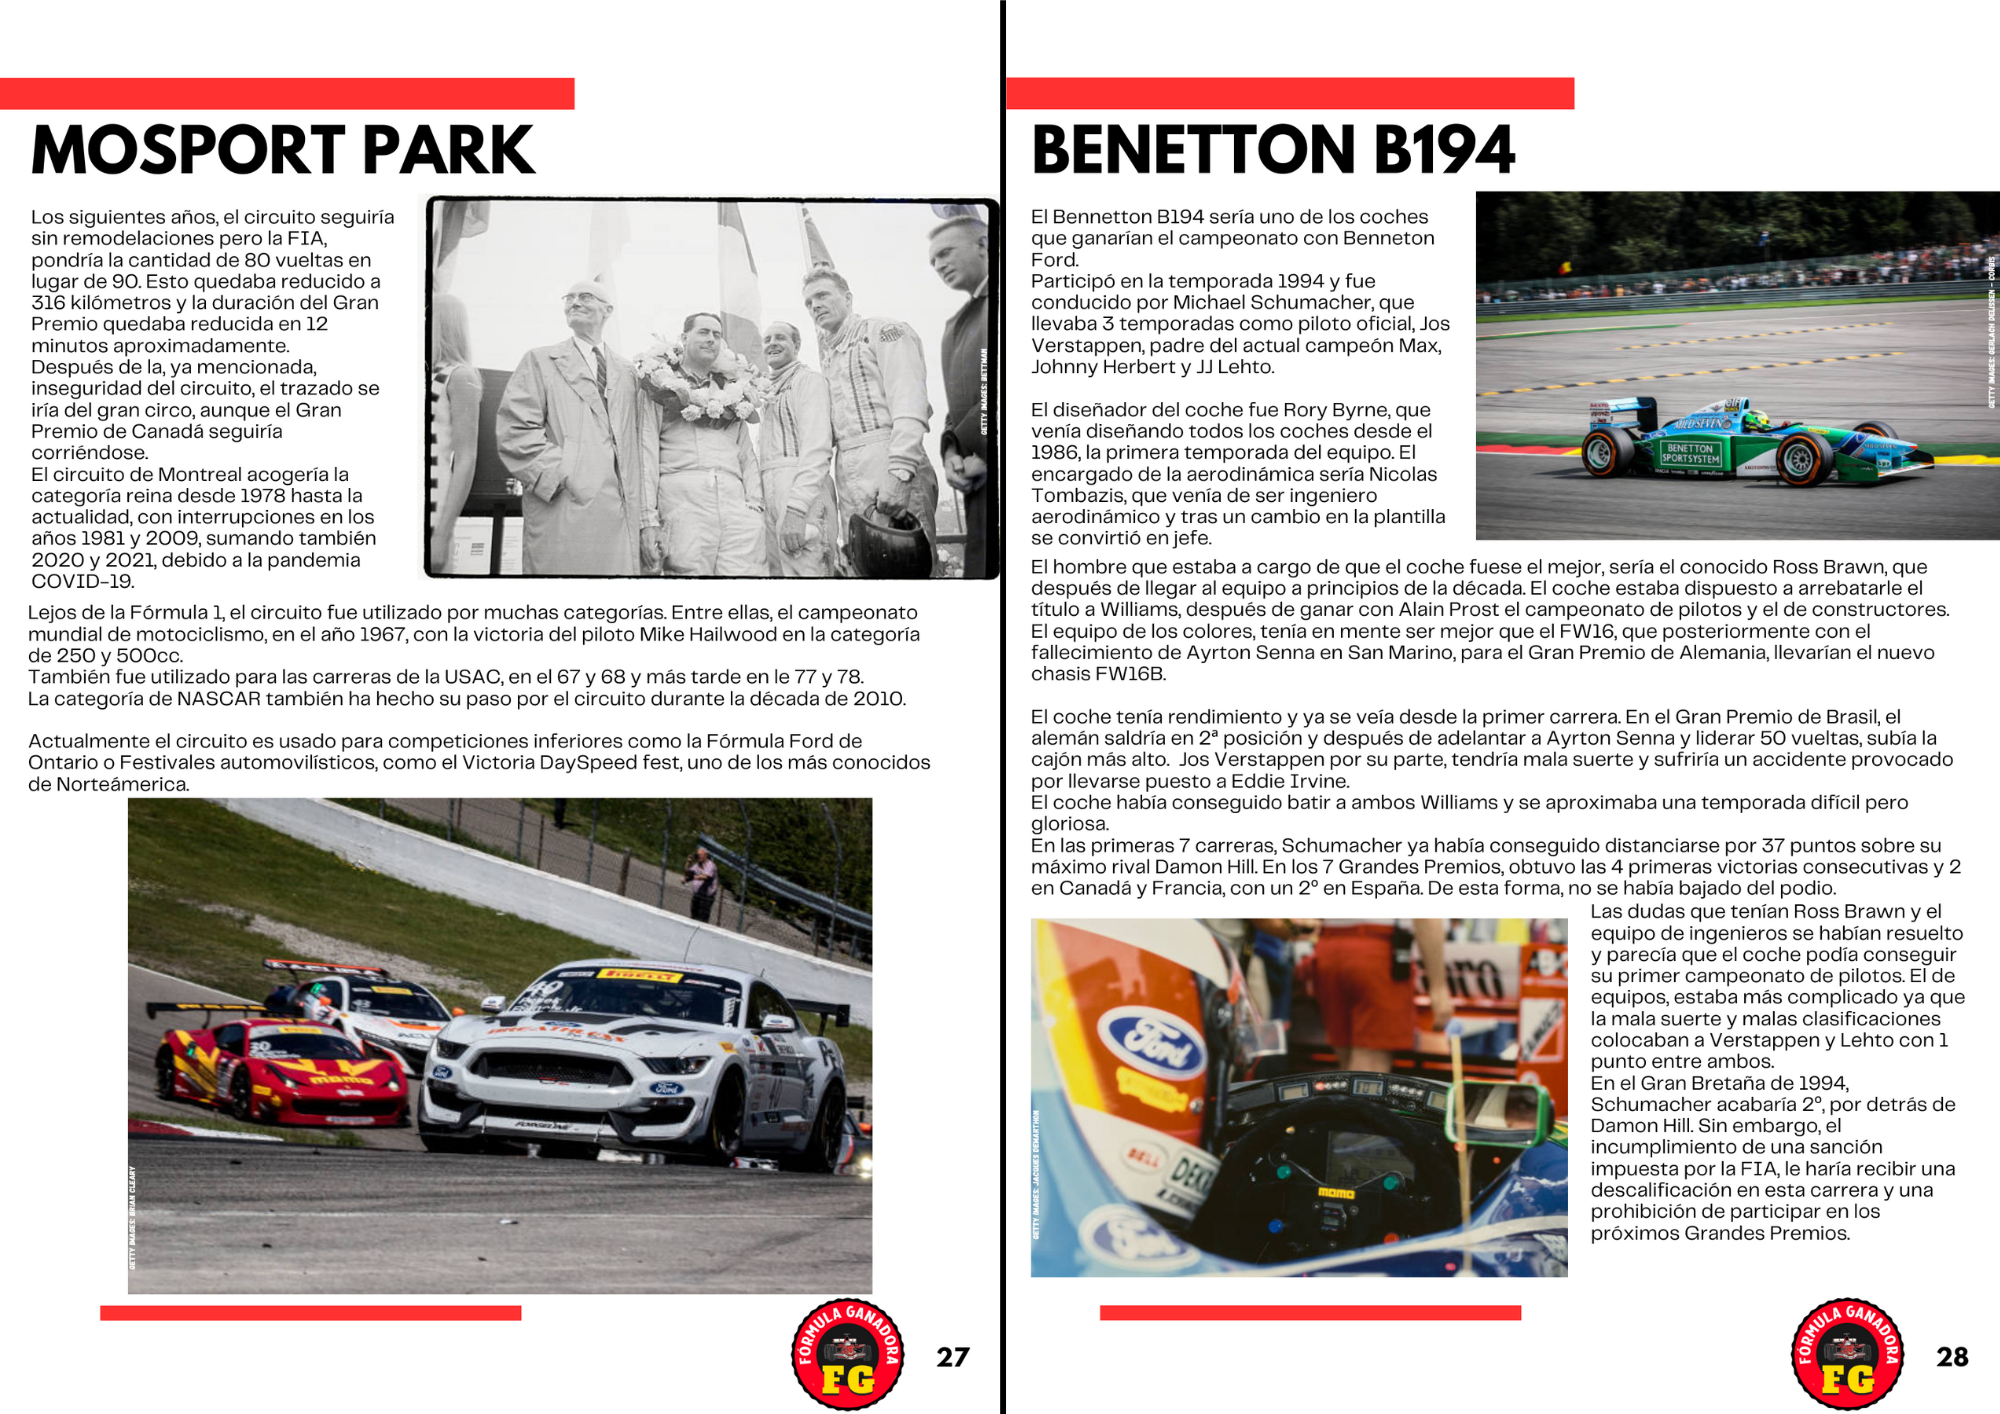 MOSPORT PARK
Los siguientes años, el circuito seguiría
sin remodelaciones pero la FIA,
pondría la cantidad de 80 vueltas en
lugar de 90. Esto quedaba reducido a
316 kilómetros y la duración del Gran
Premio quedaba reducida en 12
minutos aproximadamente.
Después de la, ya mencionada,
inseguridad del circuito, el trazado se
iría del gran circo, aunque el Gran
Premio de Canadá seguiría
corriéndose.
El circuito de Montreal acogería la
categoría reina desde 1978 hasta la
actualidad, con interrupciones en los
años 1981 y 2009, sumando también
2020 y 2021, debido a la pandemia
COVID-19.
GETTY IMAGES: BETTMAN
Lejos de la Fórmula 1, el circuito fue utilizado por muchas categorías. Entre ellas, el campeonato
mundial de motociclismo, en el año 1967, con la victoria del piloto Mike Hailwood en la categoría
de 250 y 500cc.
También fue utilizado para las carreras de la USAC, en el 67 y 68 y más tarde en le 77 y 78.
La categoría de NASCAR también ha hecho su paso por el circuito durante la década de 2010.
Actualmente el circuito es usado para competiciones inferiores como la Fórmula Ford de
Ontario o Festivales automovilísticos, como el Victoria DaySpeed fest, uno de los más conocidos
de Norteámerica.
PIRELLI
Ford
momo
GETTY IMAGES: BRIAN CLEARY
FÓRMULA GANADORA
FG
27
BENETTON B194
El Bennetton B194 sería uno de los coches
que ganarían el campeonato con Benneton
Ford.
Participó en la temporada 1994 y fue
conducido por Michael Schumacher, que
llevaba 3 temporadas como piloto oficial, Jos
Verstappen, padre del actual campeón Max,
Johnny Herbert y JJ Lehto.
El diseñador del coche fue Rory Byrne, que
venía diseñando todos los coches desde el
1986, la primera temporada del equipo. El
encargado de la aerodinámica sería Nicolas
Tombazis, que venía de ser ingeniero
aerodinámico y tras un cambio en la plantilla
se convirtió en jefe.
MILD SEVEN
BENETTON
SPORTSYSTEM
GETTY IMAGES: GERLACH DELISSEN - CORBIS
El hombre que estaba a cargo de que el coche fuese el mejor, sería el conocido Ross Brawn, que
después de llegar al equipo a principios de la década. El coche estaba dispuesto a arrebatarle el
título a Williams, después de ganar con Alain Prost el campeonato de pilotos y el de constructores.
El equipo de los colores, tenía en mente ser mejor que el FW16, que posteriormente con el
fallecimiento de Ayrton Senna en San Marino, para el Gran Premio de Alemania, llevarían el nuevo
chasis FW16B.
El coche tenía rendimiento y ya se veía desde la primer carrera. En el Gran Premio de Brasil, el
alemán saldría en 2ª posición y después de adelantar a Ayrton Senna y liderar 50 vueltas, subía la
cajón más alto. Jos Verstappen por su parte, tendría mala suerte y sufriría un accidente provocado
por llevarse puesto a Eddie Irvine.
El coche había conseguido batir a ambos Williams y se aproximaba una temporada difícil pero
gloriosa.
En las primeras 7 carreras, Schumacher ya había conseguido distanciarse por 37 puntos sobre su
máximo rival Damon Hill. En los 7 Grandes Premios, obtuvo las 4 primeras victorias consecutivas y 2
en Canadá y Francia, con un 2º en España. De esta forma, no se había bajado del podio.
Las dudas que tenían Ross Brawn y el
equipo de ingenieros se habían resuelto
y parecía que el coche podía conseguir
su primer campeonato de pilotos. El de
equipos, estaba más complicado ya que
la mala suerte y malas clasificaciones
colocaban a Verstappen y Lehto con 1
punto entre ambos.
En el Gran Bretaña de 1994,
Schumacher acabaría 2º, por detrás de
Damon Hill. Sin embargo, el
incumplimiento de una sanción
impuesta por la FIA, le haría recibir una
descalificación en esta carrera y una
prohibición de participar en los
próximos Grandes Premios.
Ford
BELL
momo
Ford
GETTY IMAGES: JACQUES DEMARTHON
FÓRMULA GANADORA
FG
28